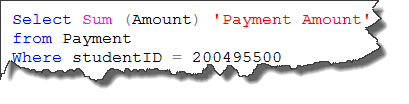 Select Sum (Amount) 'Payment Amount'
from Payment
Where studentID = 200495500